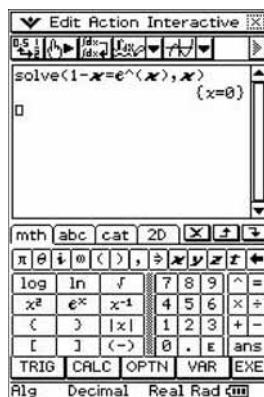 Edit Action Interactive
solve(1-x=e^(x),x)
{x=0}
mth abc cat 2D
π θ i ∞ ( ) , ⇒ x y z t ←
log ln √ 7 8 9 ^ =
x² eˣ x⁻¹ 4 5 6 × ÷
( ) |x| 1 2 3 + -
[ ] (-) 0 . E ans
TRIG CALC OPTN VAR EXE
Alg Decimal Real Rad